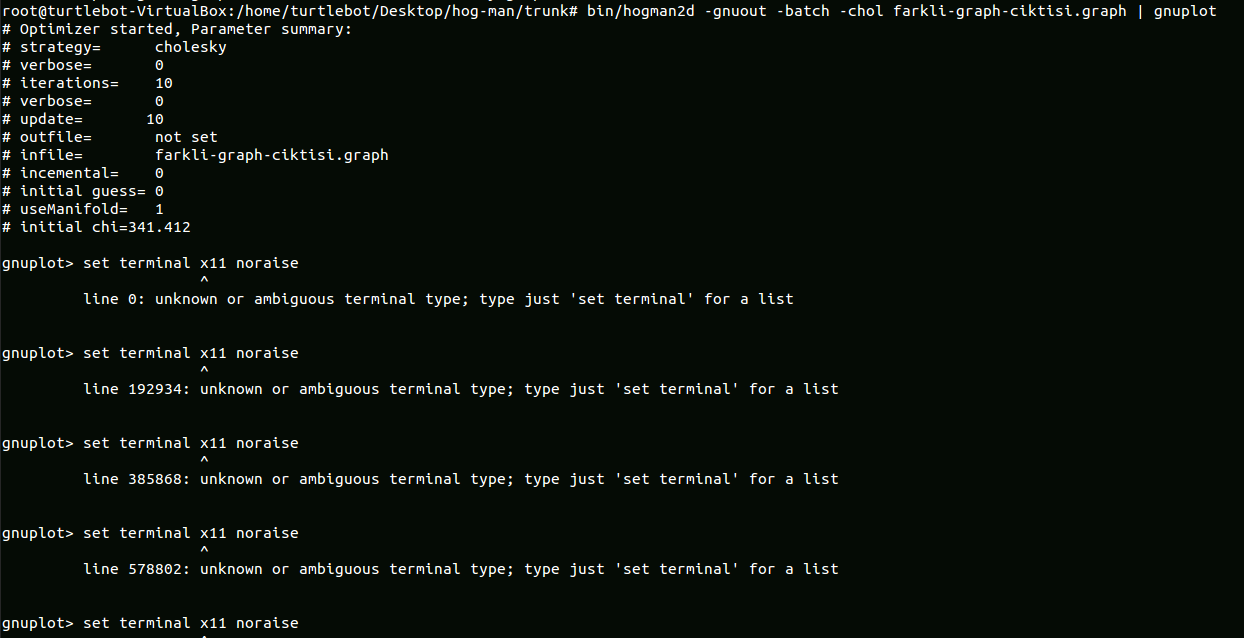 root@turtlebot-VirtualBox:/home/turtlebot/Desktop/hog-man/trunk# bin/hogman2d -gnuout -batch -chol farkli-graph-ciktisi.graph | gnuplot
# Optimizer started, Parameter summary:
# strategy=      cholesky
# verbose=       0
# iterations=    10
# verbose=       0
# update=       10
# outfile=       not set
# infile=        farkli-graph-ciktisi.graph
# incemental=    0
# initial guess= 0
# useManifold=   1
# initial chi=341.412
gnuplot> set terminal x11 noraise
                      ^
         line 0: unknown or ambiguous terminal type; type just 'set terminal' for a list
gnuplot> set terminal x11 noraise
                      ^
         line 192934: unknown or ambiguous terminal type; type just 'set terminal' for a list
gnuplot> set terminal x11 noraise
                      ^
         line 385868: unknown or ambiguous terminal type; type just 'set terminal' for a list
gnuplot> set terminal x11 noraise
                      ^
         line 578802: unknown or ambiguous terminal type; type just 'set terminal' for a list
gnuplot> set terminal x11 noraise
                      ^